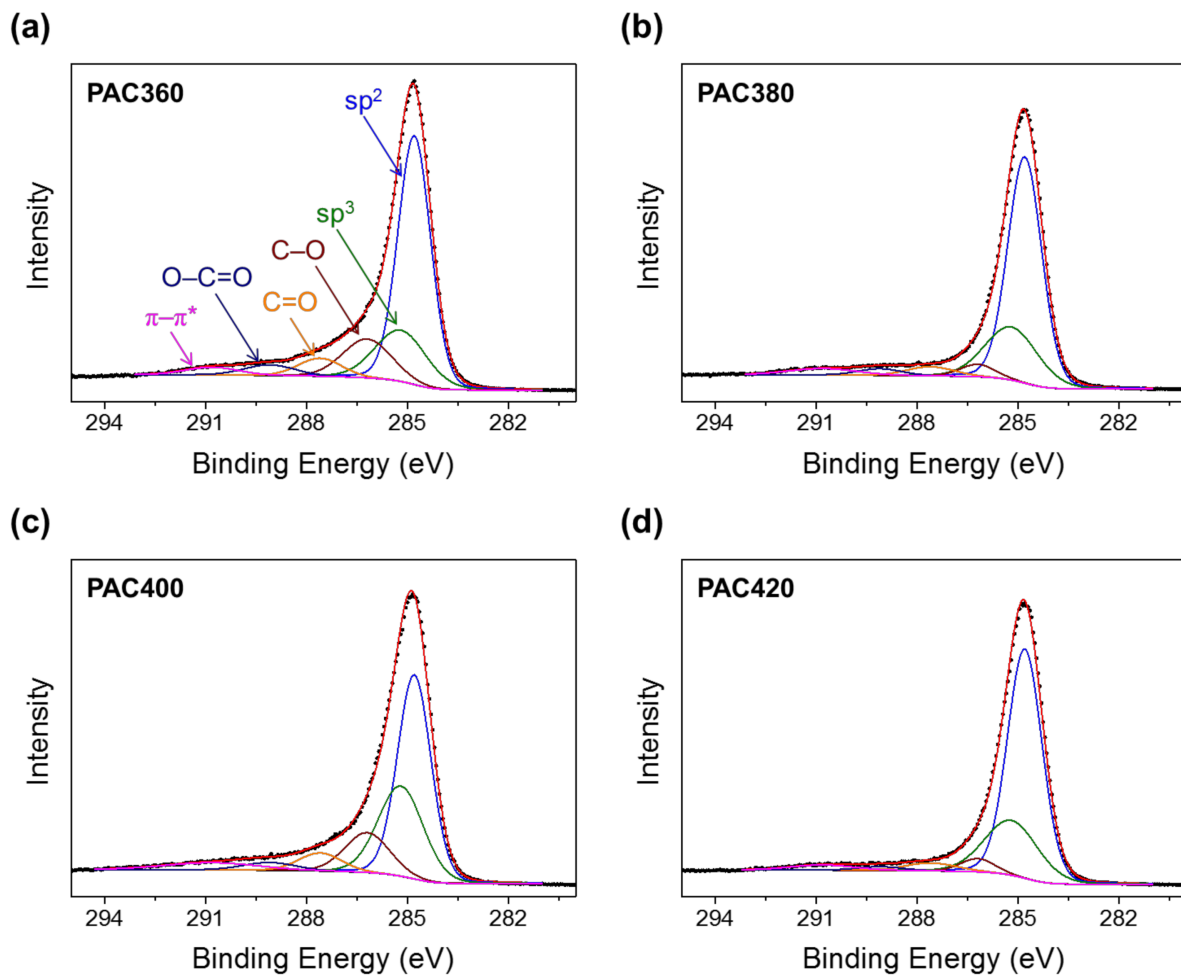 (a)
PAC360
sp²
sp³
C–O
O–C=O
C=O
π–π*
Intensity
294 291 288 285 282
Binding Energy (eV)
(b)
PAC380
Intensity
294 291 288 285 282
Binding Energy (eV)
(c)
PAC400
Intensity
294 291 288 285 282
Binding Energy (eV)
(d)
PAC420
Intensity
294 291 288 285 282
Binding Energy (eV)